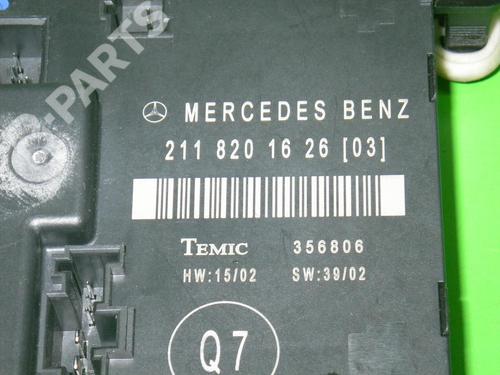 B-PARTS
MERCEDES BENZ
211 820 16 26 [03]
TEMIC 356806
HW:15/02 SW:39/02
Q7